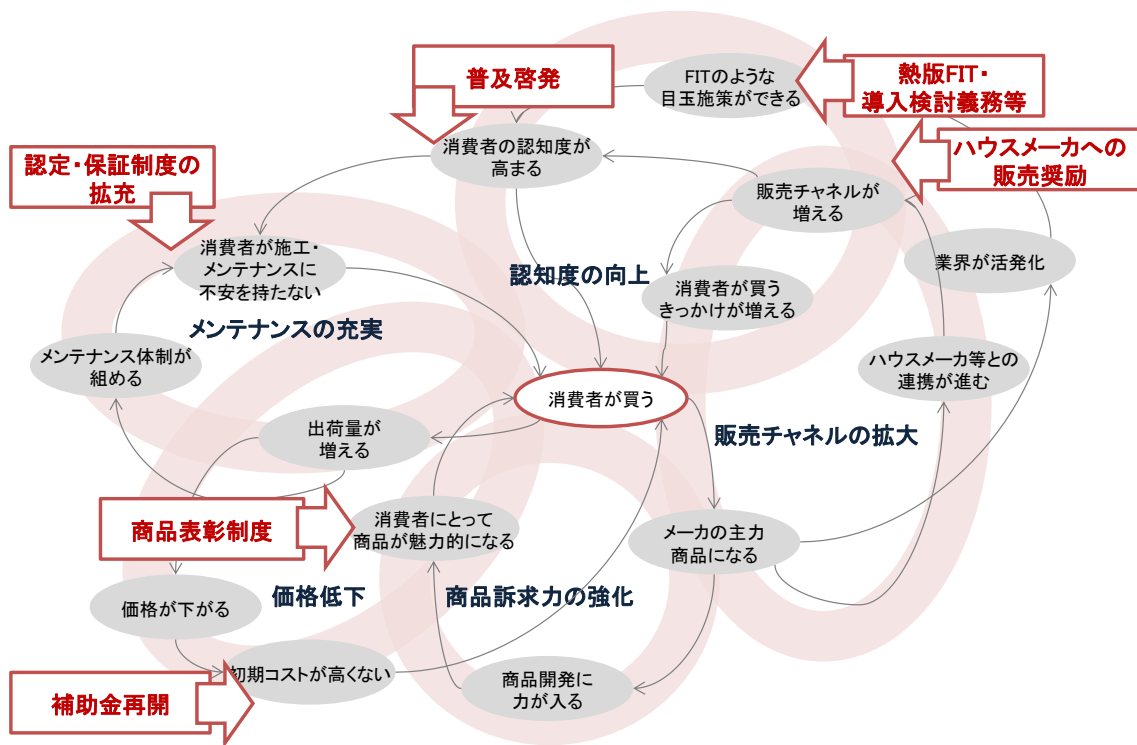 普及啓発
FITのような
目玉施策ができる
熱版FIT・
導入検討義務等
消費者の認知度が
高まる
ハウスメーカへの
販売奨励
認定・保証制度の
拡充
販売チャネルが
増える
消費者が施工・
メンテナンスに
不安を持たない
認知度の向上
業界が活発化
消費者が買う
きっかけが増える
メンテナンスの充実
メンテナンス体制が
組める
ハウスメーカ等との
連携が進む
消費者が買う
出荷量が
増える
販売チャネルの拡大
商品表彰制度
消費者にとって
商品が魅力的になる
メーカの主力
商品になる
価格が下がる
価格低下
商品訴求力の強化
初期コストが高くない
商品開発に
力が入る
補助金再開